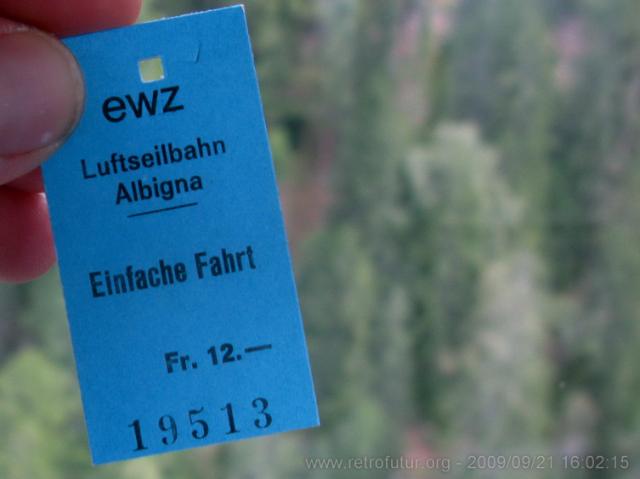 ewz
Luftseilbahn
Albigna
Einfache Fahrt
Fr. 12.—
19513
www.retrofutur.org - 2009/09/21 16:02:15